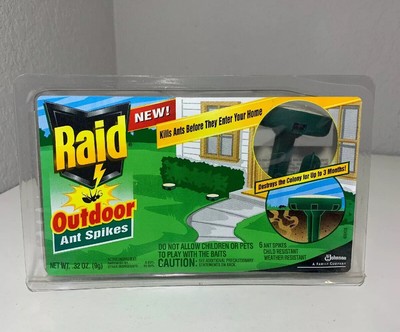 NEW!
Raid
Outdoor
Ant Spikes
Kills Ants Before They Enter Your Home
Destroys the Colony for Up to 3 Months!
DO NOT ALLOW CHILDREN OR PETS
TO PLAY WITH THE BAITS
CAUTION:
6 ANT SPIKES
CHILD RESISTANT
WEATHER RESISTANT
NET WT. .32 OZ. (9g)
Johnson
A FAMILY COMPANY